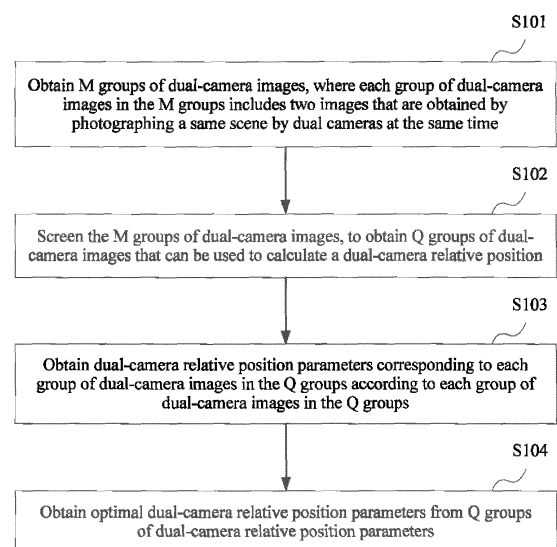 S101
Obtain M groups of dual-camera images, where each group of dual-camera
images in the M groups includes two images that are obtained by
photographing a same scene by dual cameras at the same time
S102
Screen the M groups of dual-camera images, to obtain Q groups of dual-
camera images that can be used to calculate a dual-camera relative position
S103
Obtain dual-camera relative position parameters corresponding to each
group of dual-camera images in the Q groups according to each group of
dual-camera images in the Q groups
S104
Obtain optimal dual-camera relative position parameters from Q groups
of dual-camera relative position parameters